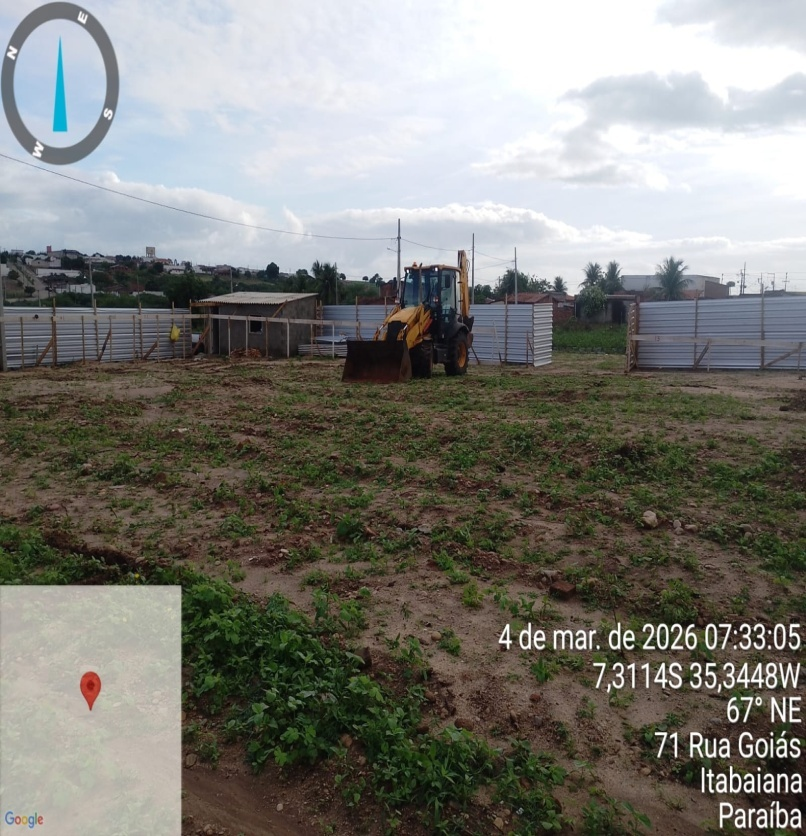 N
E
S
W
4 de mar. de 2026 07:33:05
7,3114S 35,3448W
67° NE
71 Rua Goiás
Itabaiana
Paraíba
Google